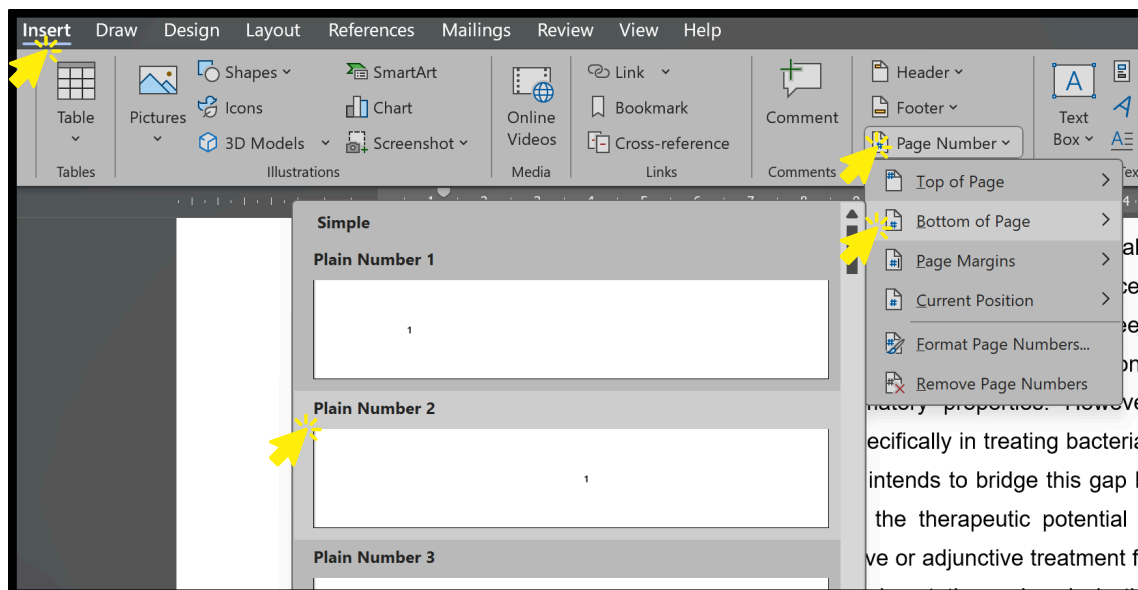 Insert Draw Design Layout References Mailings Review View Help
Table
Tables
Pictures
Shapes
Icons
3D Models
SmartArt
Chart
Screenshot
Illustrations
Online
Videos
Media
Link
Bookmark
Cross-reference
Links
Comment
Comments
Header
Footer
Page Number
Text
Box
Top of Page
Bottom of Page
Page Margins
Current Position
Format Page Numbers...
Remove Page Numbers
Simple
Plain Number 1
1
Plain Number 2
1
Plain Number 3
ecifically in treating bacteria
intends to bridge this gap
the therapeutic potential
ve or adjunctive treatment f